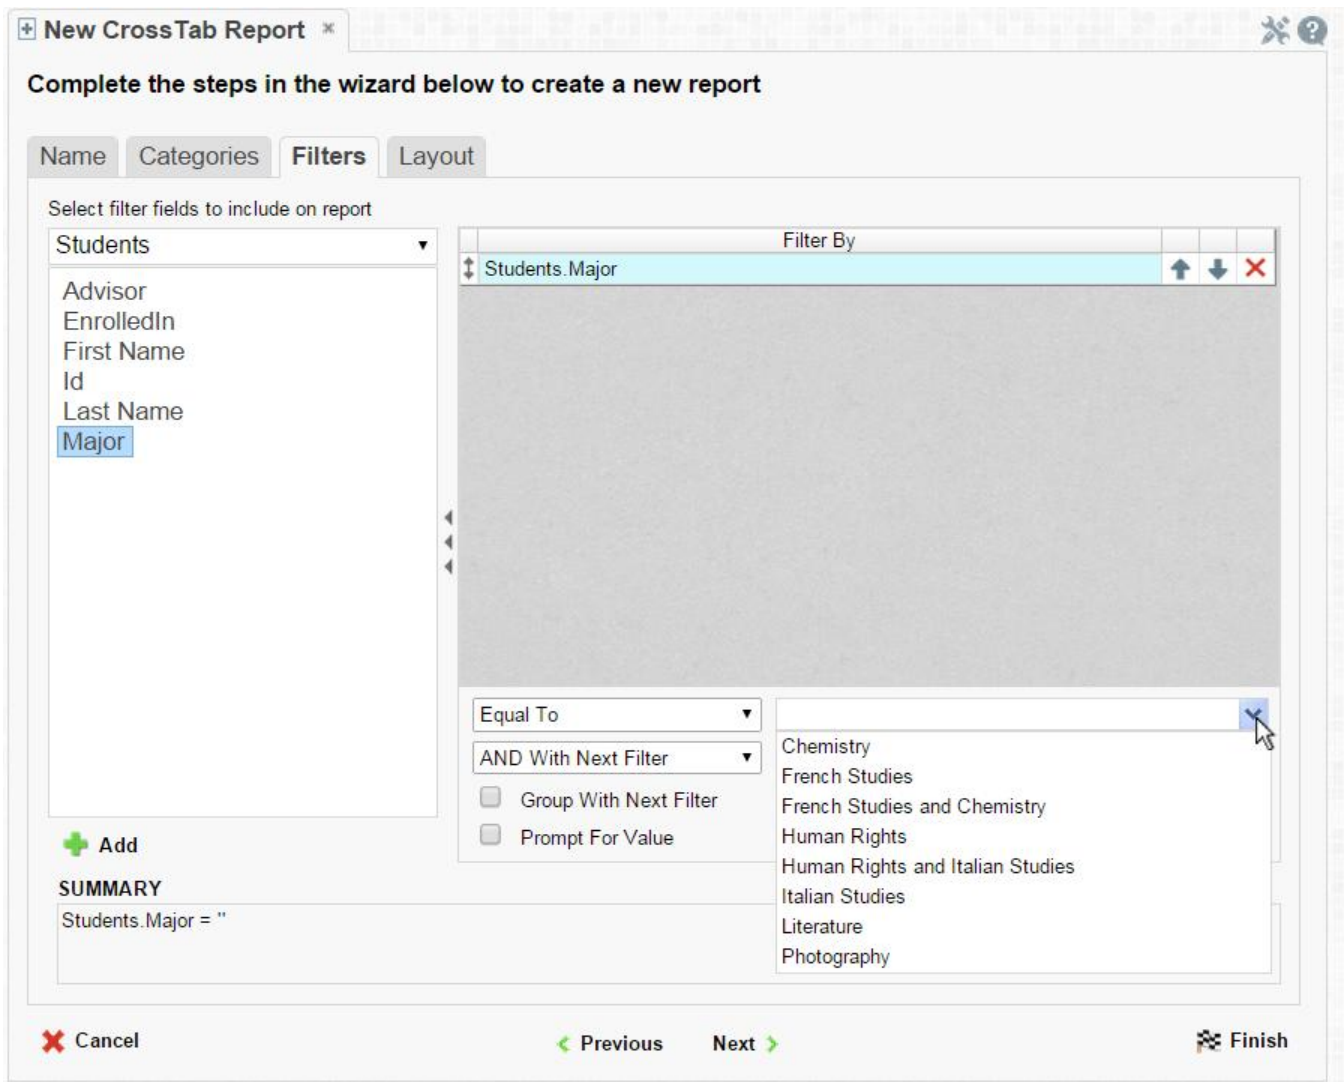 New CrossTab Report
Complete the steps in the wizard below to create a new report
Name Categories Filters Layout
Select filter fields to include on report
Students
Advisor
EnrolledIn
First Name
Id
Last Name
Major
Add
Filter By
Students.Major
Equal To
AND With Next Filter
Group With Next Filter
Prompt For Value
Chemistry
French Studies
French Studies and Chemistry
Human Rights
Human Rights and Italian Studies
Italian Studies
Literature
Photography
SUMMARY
Students.Major = ''
Cancel
Previous Next
Finish